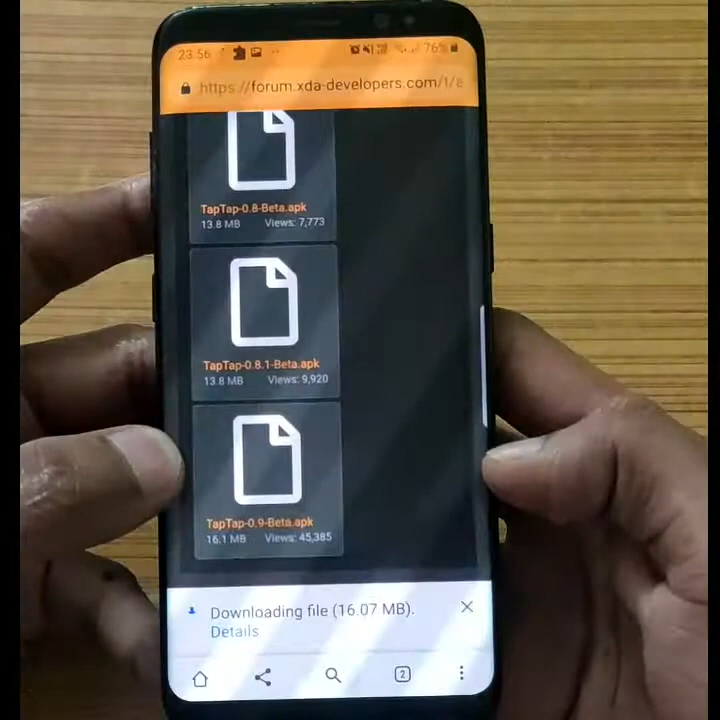 23.56
76%
https://forum.xda-developers.com/t/a
TapTap-0.8-Beta.apk
13.8 MB Views: 7,773
TapTap-0.8.1-Beta.apk
13.8 MB Views: 9,920
TapTap-0.9-Beta.apk
16.1 MB Views: 45,385
Downloading file (16.07 MB).
Details
2